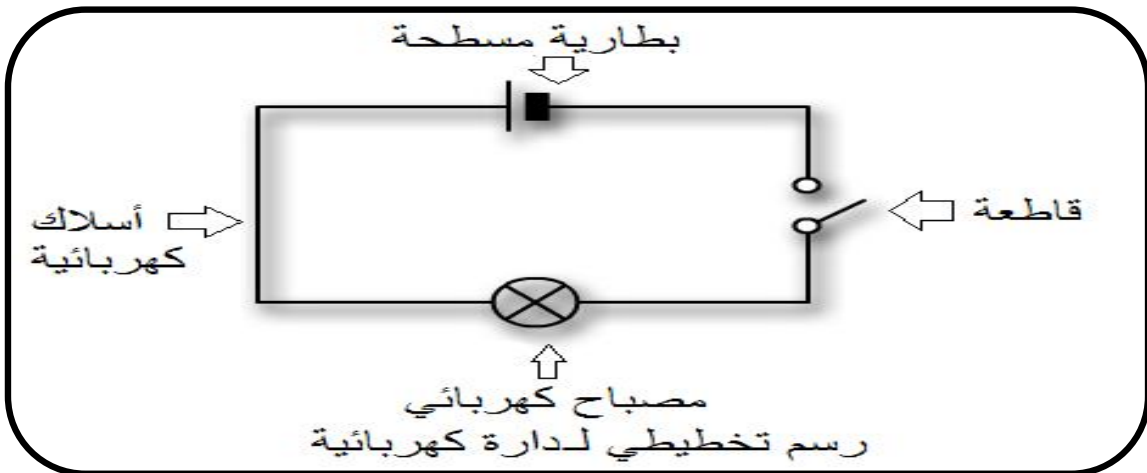 بطارية مسطحة
قاطعة
أسلاك
كهربائية
مصباح كهربائي
رسم تخطيطي لـدارة كهربائية